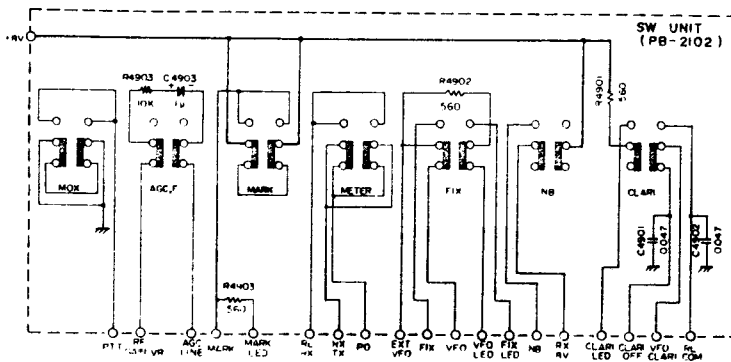 SW UNIT
(PB-2102)
+8V
R4903
10K
C4903
+ -
1μ
R4902
560
R4901
560
MOX
AGC,F
MARK
METER
FIX
NB
CLARI
C4901
0.047
C4902
0.047
R4403
560
PTT
RF
GAIN VR
AGC
LINE
MARK
MARK
LED
RL
RX
TX
PO
EXT
VFO
FIX
VFO
VFO
LED
FIX
LED
NB
RX
8V
CLARI
LED
CLARI
OFF
VFO
CLARI
RL
COM